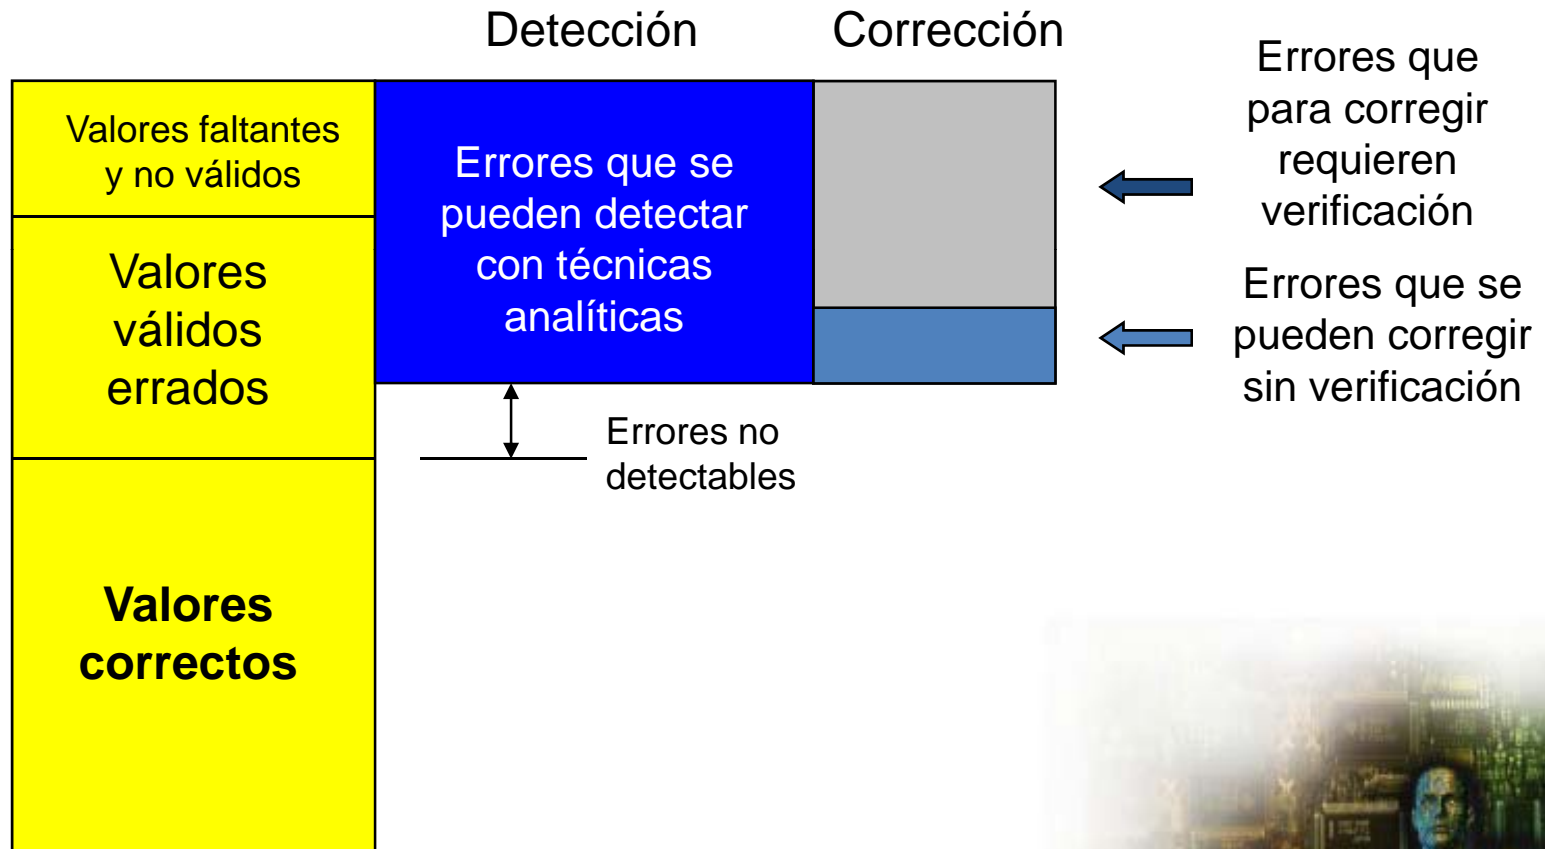 Detección
Corrección
Valores faltantes
y no válidos
Valores
válidos
errados
Valores
correctos
Errores que se
pueden detectar
con técnicas
analíticas
Errores no
detectables
Errores que
para corregir
requieren
verificación
Errores que se
pueden corregir
sin verificación